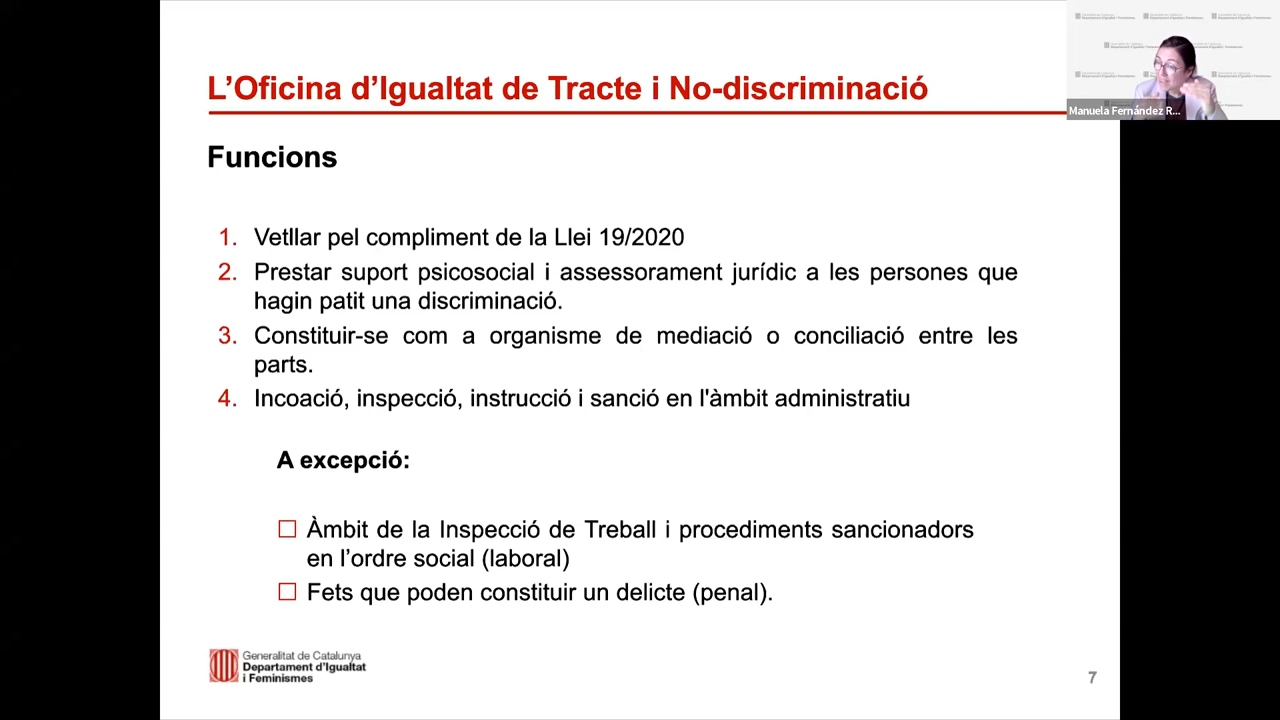 L’Oficina d’Igualtat de Tracte i No-discriminació
Manuela Fernández R...
Funcions
1. Vetllar pel compliment de la Llei 19/2020
2. Prestar suport psicosocial i assessorament jurídic a les persones que
hagin patit una discriminació.
3. Constituir-se com a organisme de mediació o conciliació entre les
parts.
4. Incoació, inspecció, instrucció i sanció en l'àmbit administratiu
A excepció:
Àmbit de la Inspecció de Treball i procediments sancionadors
en l’ordre social (laboral)
Fets que poden constituir un delicte (penal).
Generalitat de Catalunya
Departament d’Igualtat
i Feminismes
7